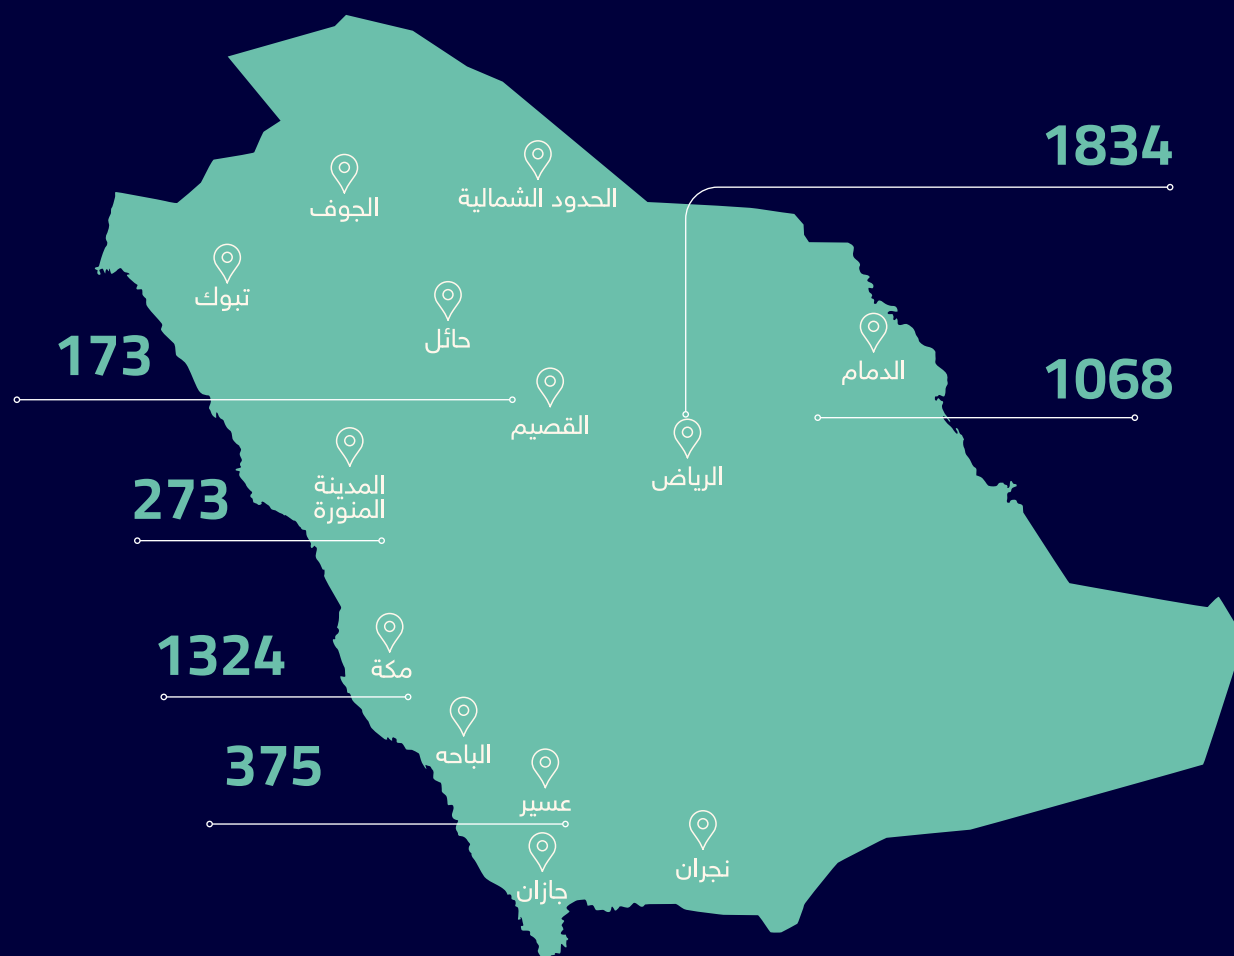 1834
الحدود الشمالية
الجوف
تبوك
حائل
173
الدمام
1068
القصيم
الرياض
المدينة
المنورة
273
مكة
1324
الباحه
375
عسير
نجران
جازان